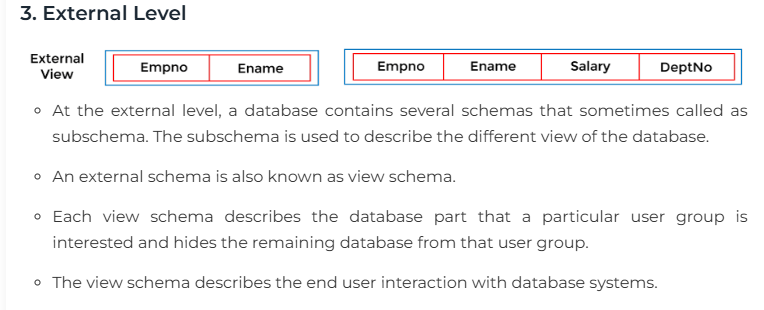 3. External Level
External
View
Empno
Ename
Empno
Ename
Salary
DeptNo
At the external level, a database contains several schemas that sometimes called as
subschema. The subschema is used to describe the different view of the database.
An external schema is also known as view schema.
Each view schema describes the database part that a particular user group is
interested and hides the remaining database from that user group.
The view schema describes the end user interaction with database systems.